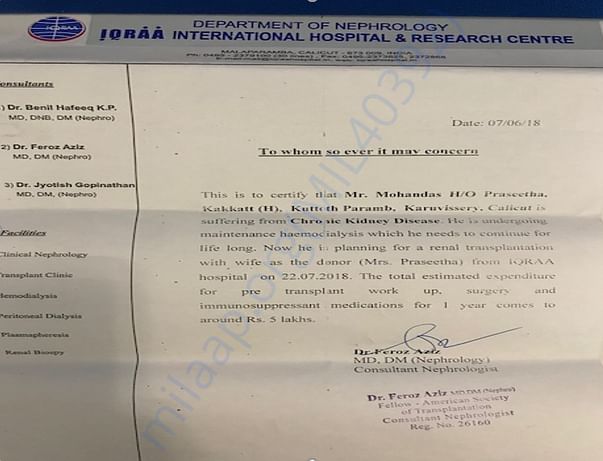 DEPARTMENT OF NEPHROLOGY
IQRAA
IQRAA INTERNATIONAL HOSPITAL & RESEARCH CENTRE
MALAPARAMBA, CALICUT - 673 009, INDIA
onsultants
) Dr. Benil Hafeeq K.P.
MD, DNB, DM (Nephro)
2) Dr. Feroz Aziz
MD, DM (Nephro)
3) Dr. Jyotish Gopinathan
MD, DM, (Nephro)
Facilities
Clinical Nephrology
Transplant Clinic
Hemodialysis
Peritoneal Dialysis
Plasmapheresis
Renal Biopsy
Date: 07/06/18
To whom so ever it may concern
This is to certify that Mr. Mohandas H/O Praseetha,
Kakkatt (H), Kutteth Paramb, Karuvissery, Calicut is
suffering from Chronic Kidney Disease. He is undergoing
maintenance haemodialysis which he needs to continue for
life long. Now he is planning for a renal transplantation
with wife as the donor (Mrs. Praseetha) from IQRAA
hospital on 22.07.2018. The total estimated expenditure
for pre transplant work up, surgery and
immunosuppressant medications for 1 year comes to
around Rs. 5 lakhs.
Dr.Feroz Aziz
MD, DM (Nephrology)
Consultant Nephrologist
Dr. Feroz Aziz MD,DM (Nephro)
Fellow - American Society
of Transplantation
Consultant Nephrologist
Reg. No. 26160